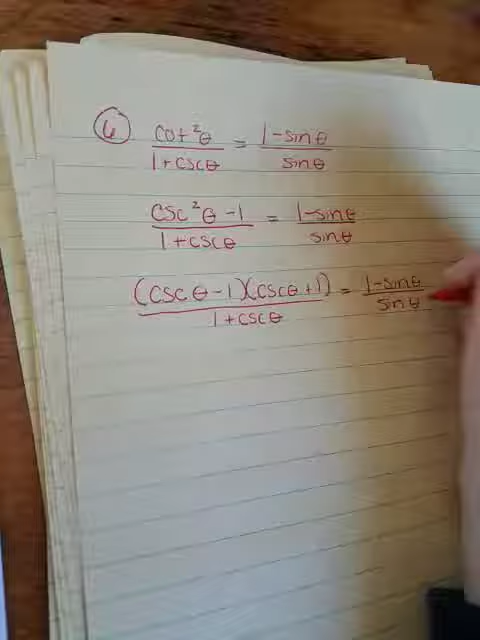 6 cot²θ / 1+cscθ = 1-sinθ / sinθ
csc²θ-1 / 1+cscθ = 1-sinθ / sinθ
(cscθ-1)(cscθ+1) / 1+cscθ = 1-sinθ / sinθ